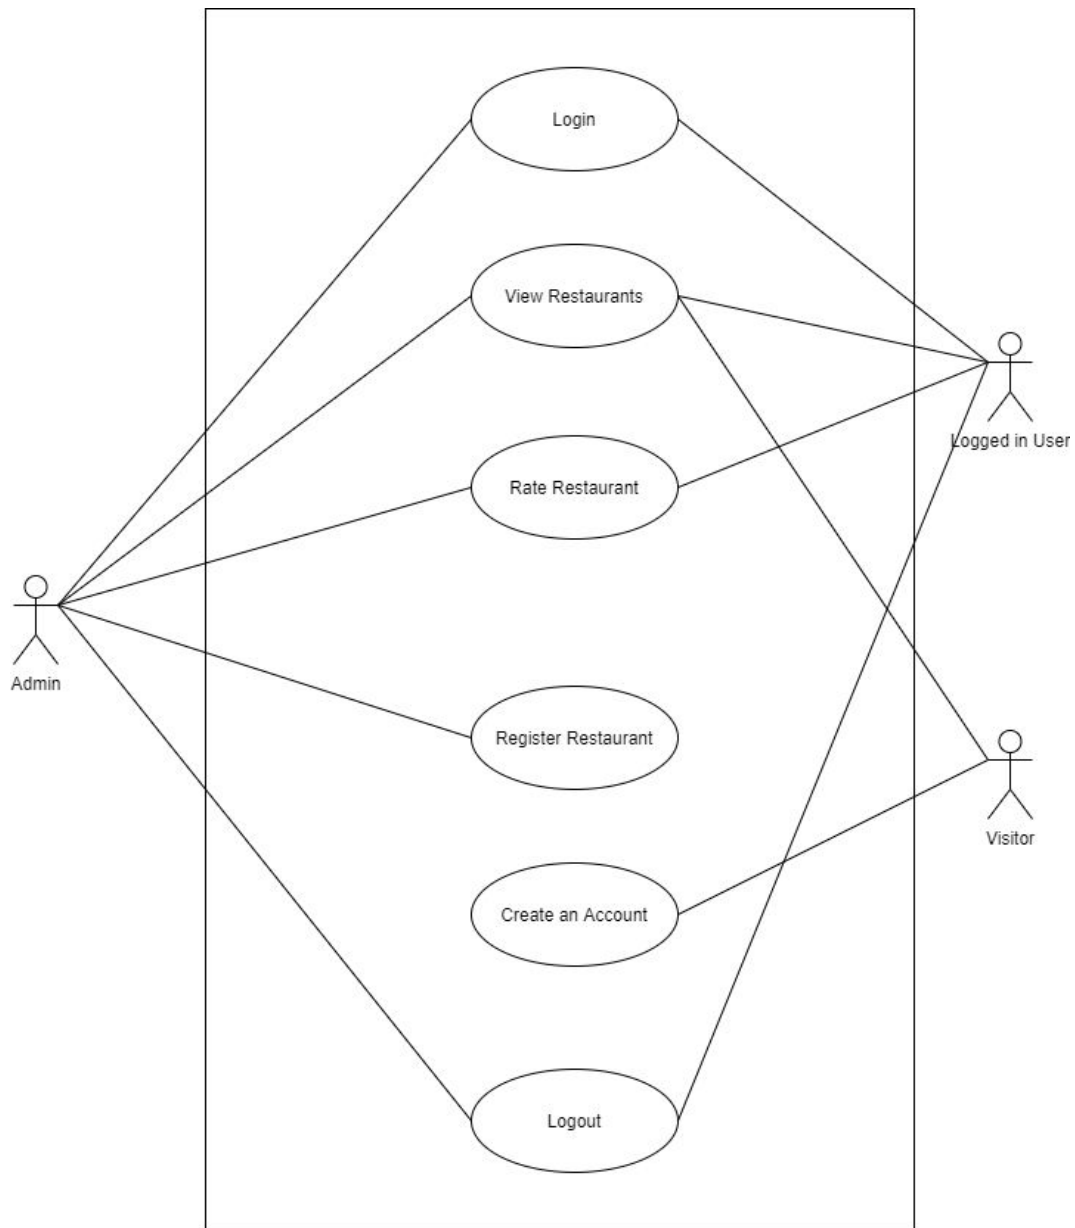 Login
View Restaurants
Logged in User
Rate Restaurant
Admin
Register Restaurant
Visitor
Create an Account
Logout